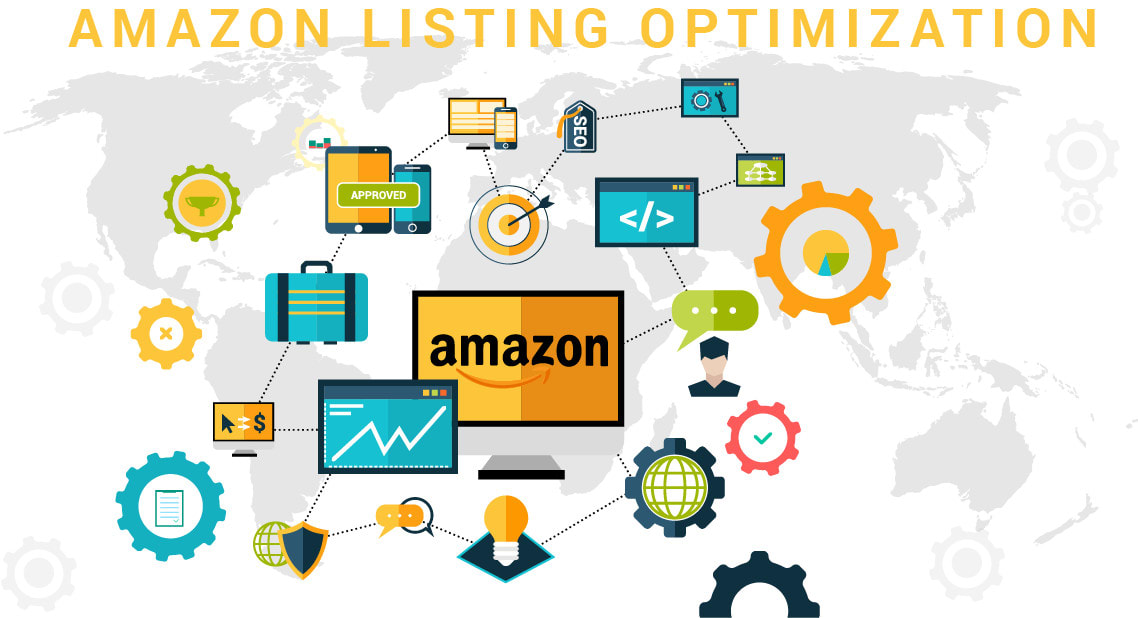 AMAZON LISTING OPTIMIZATION
SEO
APPROVED
</>
amazon
$